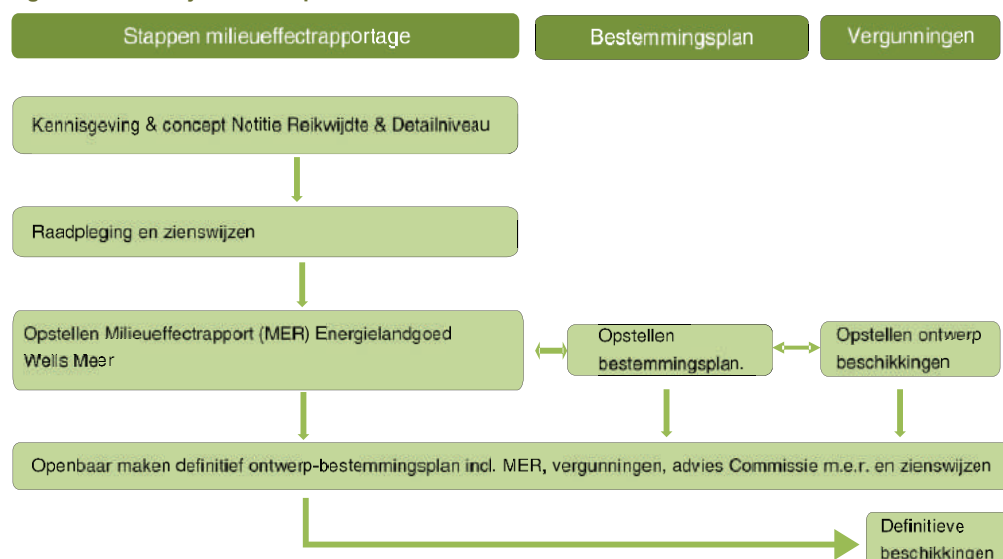 Stappen milieueffectrapportage
Bestemmingsplan
Vergunningen
Kennisgeving & concept Notitie Reikwijdte & Detailniveau
Raadpleging en zienswijzen
Opstellen Milieueffectrapport (MER) Energielandgoed
Wells Meer
Opstellen
bestemmingsplan.
Opstellen ontwerp
beschikkingen
Openbaar maken definitief ontwerp-bestemmingsplan incl. MER, vergunningen, advies Commissie m.e.r. en zienswijzen
Definitieve
beschikkingen